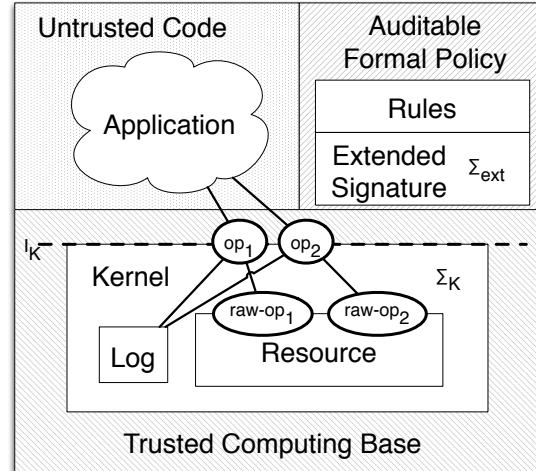 Untrusted Code
Application
Auditable
Formal Policy
Rules
Extended
Signature
Σext
IK
op1
op2
Kernel
ΣK
raw-op1
raw-op2
Log
Resource
Trusted Computing Base